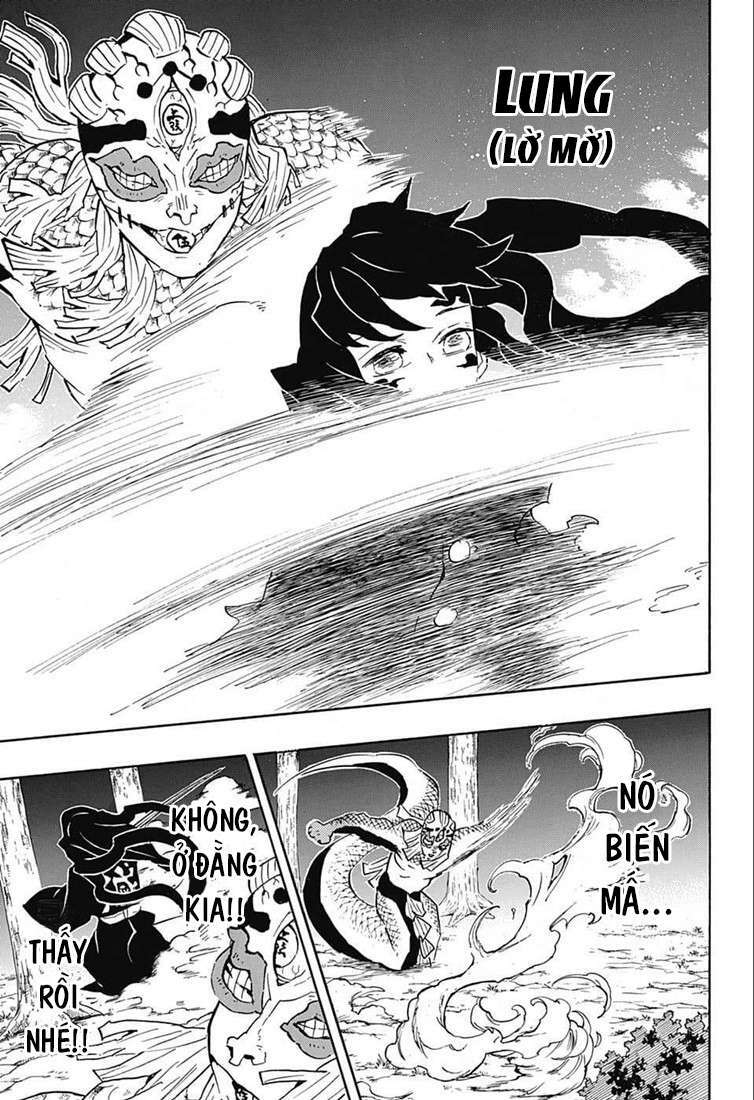 LUNG
(LỜ MỜ)
NÓ
BIẾN
MẤ...
KHÔNG,
Ở ĐẰNG
KIA!!
THẤY
RỒI
NHÉ!!